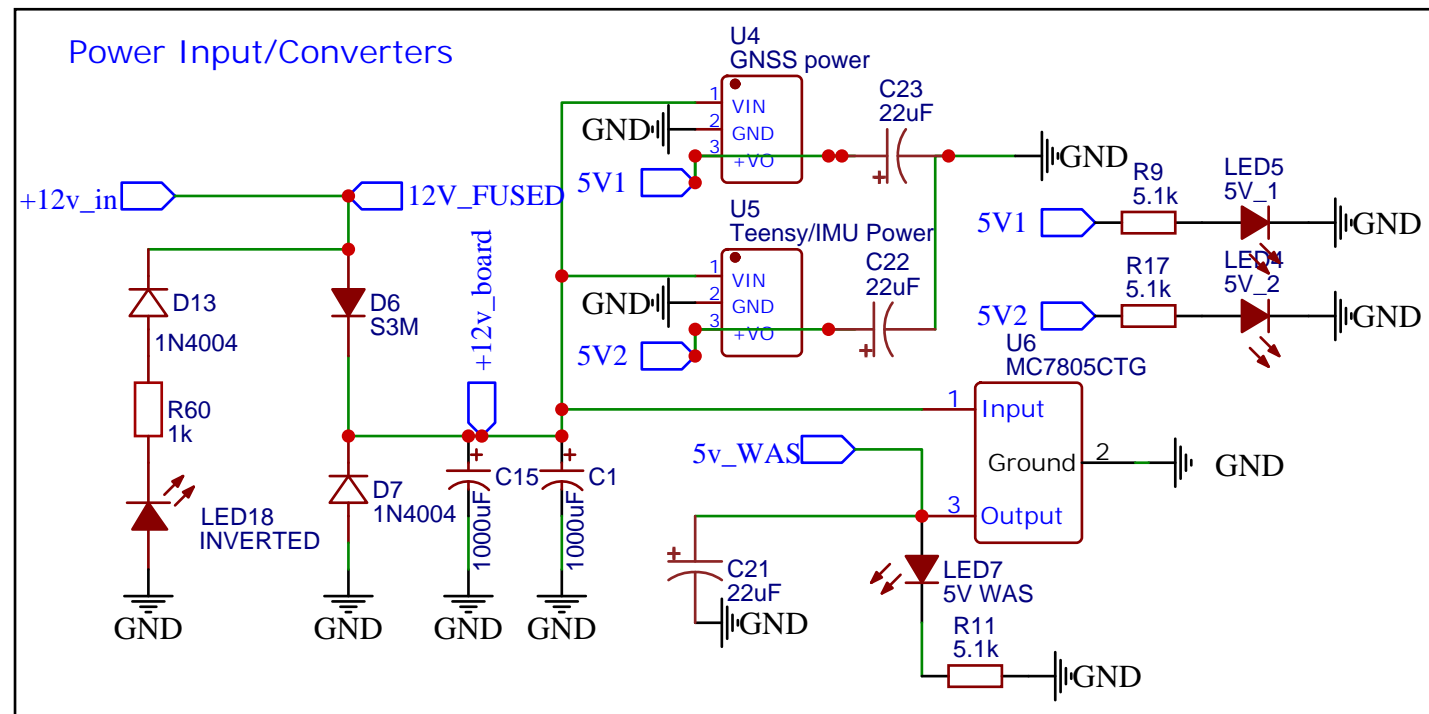 Power Input/Converters
U4
GNSS power
1
VIN
2
GND
3
+VO
GND
5V1
C23
22uF
+
GND
+12v_in
12V_FUSED
+12v_board
U5
Teensy/IMU Power
1
VIN
2
GND
3
+VO
GND
5V2
C22
22uF
+
R9
5.1k
LED5
5V_1
5V1
GND
R17
5.1k
LED4
5V_2
5V2
GND
D13
1N4004
D6
S3M
R60
1k
LED18
INVERTED
GND
D7
1N4004
GND
+
C15
1000uF
GND
+
C1
1000uF
GND
U6
MC7805CTG
1
Input
Ground
2
GND
3
Output
5v_WAS
+
C21
22uF
GND
LED7
5V WAS
R11
5.1k
GND